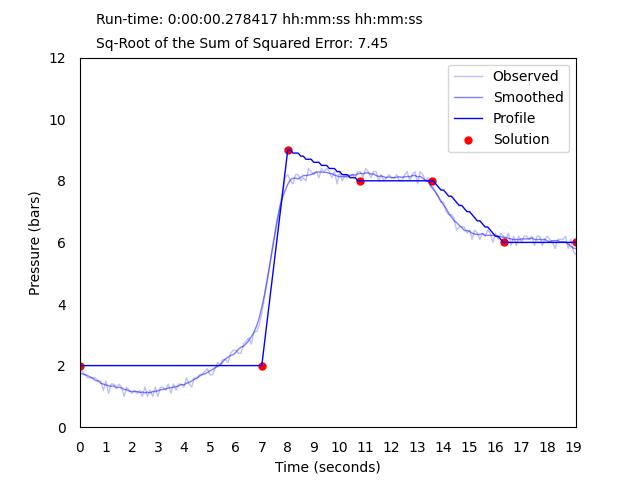 Run-time: 0:00:00.278417 hh:mm:ss hh:mm:ss
Sq-Root of the Sum of Squared Error: 7.45
12
10
8
6
4
2
0
Pressure (bars)
Observed
Smoothed
Profile
Solution
0 1 2 3 4 5 6 7 8 9 10 11 12 13 14 15 16 17 18 19
Time (seconds)